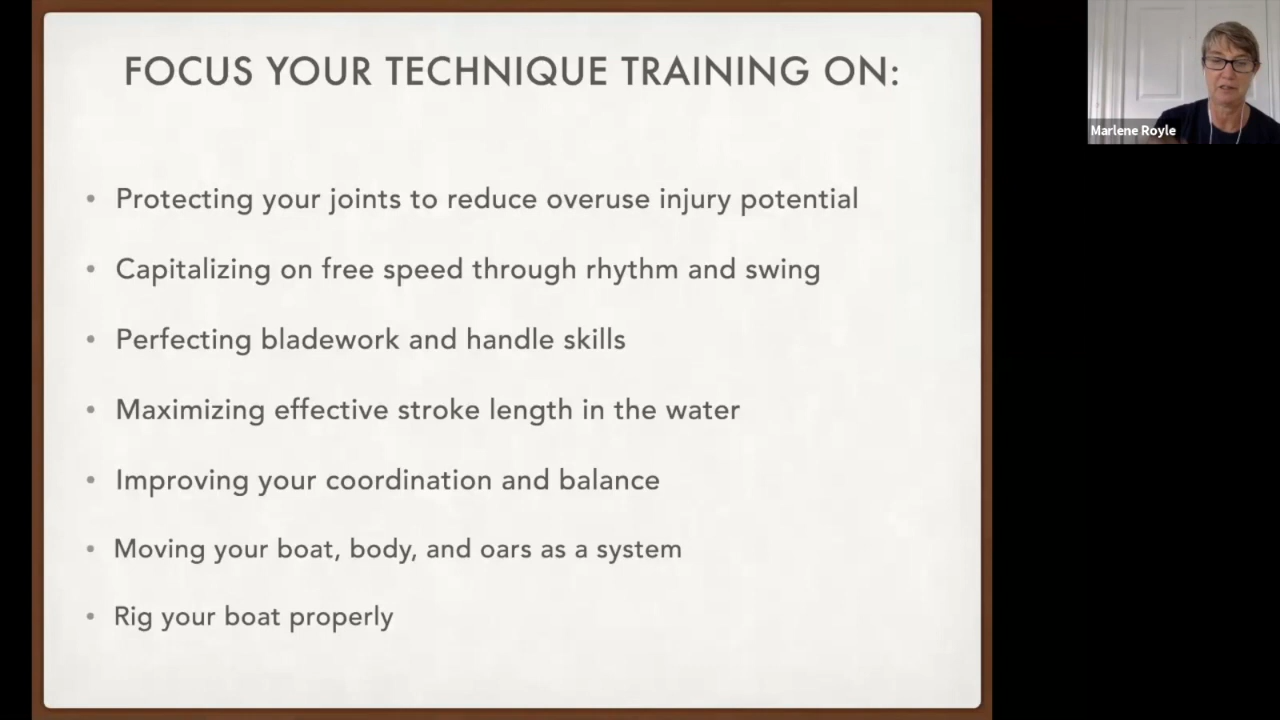 FOCUS YOUR TECHNIQUE TRAINING ON:
• Protecting your joints to reduce overuse injury potential
• Capitalizing on free speed through rhythm and swing
• Perfecting bladework and handle skills
• Maximizing effective stroke length in the water
• Improving your coordination and balance
• Moving your boat, body, and oars as a system
• Rig your boat properly
Marlene Royle